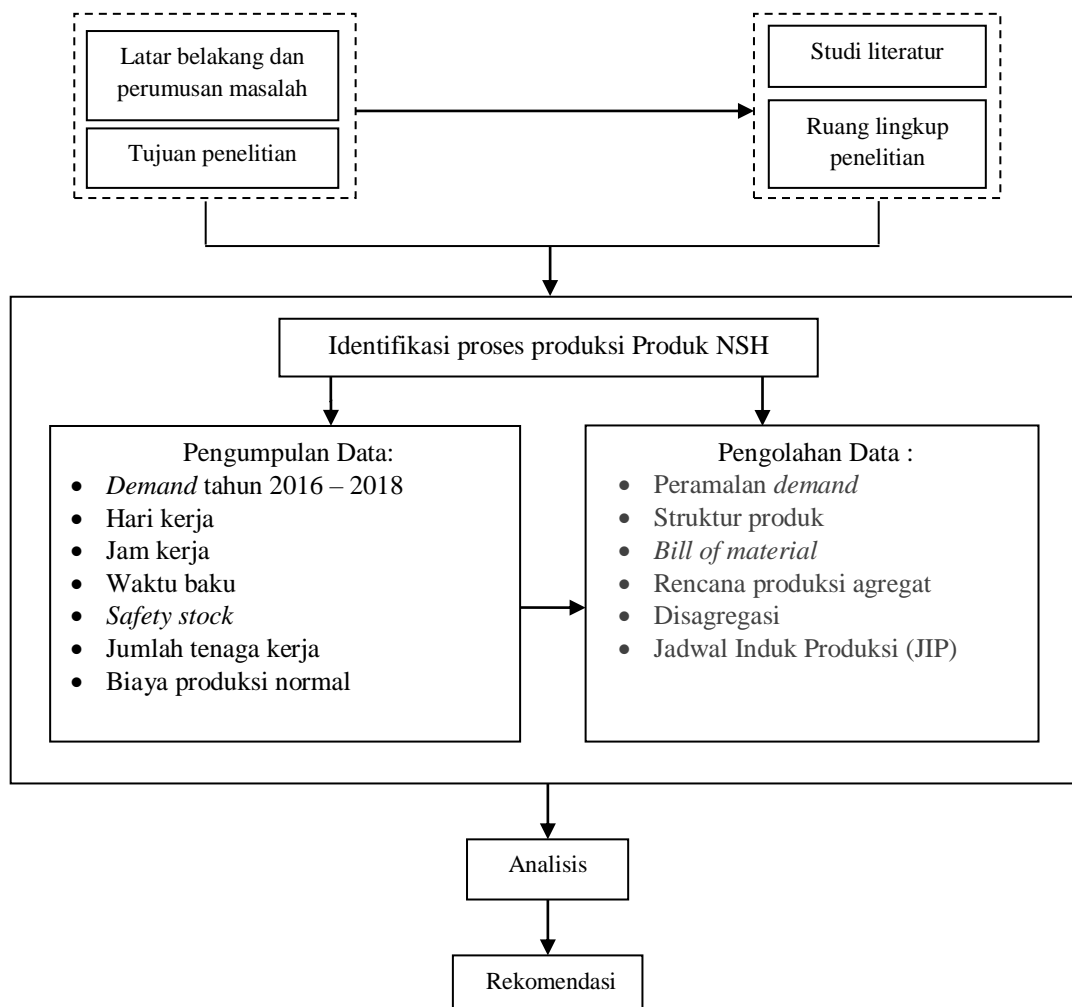 Latar belakang dan
perumusan masalah
Tujuan penelitian
Studi literatur
Ruang lingkup
penelitian
Identifikasi proses produksi Produk NSH
Pengumpulan Data:
• Demand tahun 2016 – 2018
• Hari kerja
• Jam kerja
• Waktu baku
• Safety stock
• Jumlah tenaga kerja
• Biaya produksi normal
Pengolahan Data :
• Peramalan demand
• Struktur produk
• Bill of material
• Rencana produksi agregat
• Disagregasi
• Jadwal Induk Produksi (JIP)
Analisis
Rekomendasi